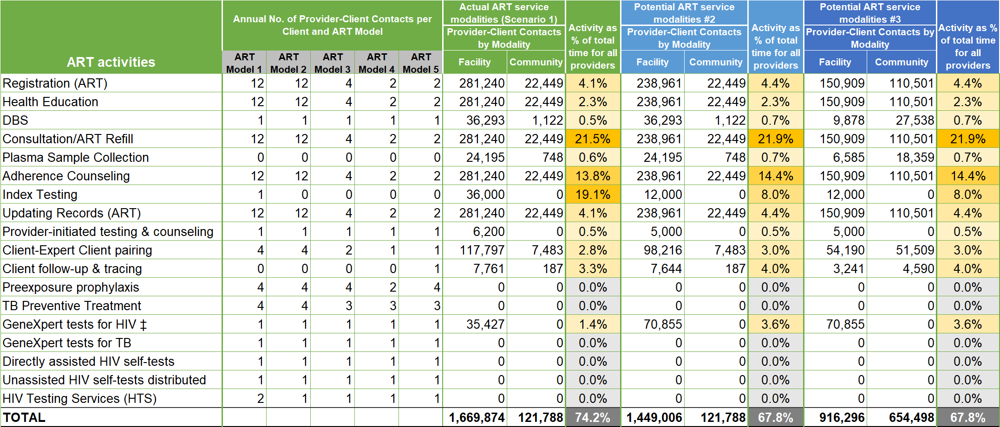 ART activities
Annual No. of Provider-Client Contacts per
Client and ART Model
ART Model 1
ART Model 2
ART Model 3
ART Model 4
ART Model 5
Actual ART service
modalities (Scenario 1)
Provider-Client Contacts
by Modality
Facility Community
Activity as
% of total
time for all
providers
Potential ART service
modalities #2
Provider-Client Contacts
by Modality
Facility Community
Activity as
% of total
time for all
providers
Potential ART service
modalities #3
Provider-Client Contacts by
Modality
Facility Community
Activity as %
of total time
for all
providers
Registration (ART) 12 12 4 2 2 281,240 22,449 4.1% 238,961 22,449 4.4% 150,909 110,501 4.4%
Health Education 12 12 4 2 2 281,240 22,449 2.3% 238,961 22,449 2.3% 150,909 110,501 2.3%
DBS 1 1 1 1 1 36,293 1,122 0.5% 36,293 1,122 0.7% 9,878 27,538 0.7%
Consultation/ART Refill 12 12 4 2 2 281,240 22,449 21.5% 238,961 22,449 21.9% 150,909 110,501 21.9%
Plasma Sample Collection 0 0 0 0 0 24,195 748 0.6% 24,195 748 0.7% 6,585 18,359 0.7%
Adherence Counseling 12 12 4 2 2 281,240 22,449 13.8% 238,961 22,449 14.4% 150,909 110,501 14.4%
Index Testing 1 0 0 0 0 36,000 0 19.1% 12,000 0 8.0% 12,000 0 8.0%
Updating Records (ART) 12 12 4 2 2 281,240 22,449 4.1% 238,961 22,449 4.4% 150,909 110,501 4.4%
Provider-initiated testing & counseling 1 1 1 1 1 6,200 0 0.5% 5,000 0 0.5% 5,000 0 0.5%
Client-Expert Client pairing 4 4 2 1 1 117,797 7,483 2.8% 98,216 7,483 3.0% 54,190 51,509 3.0%
Client follow-up & tracing 0 0 0 0 1 7,761 187 3.3% 7,644 187 4.0% 3,241 4,590 4.0%
Preexposure prophylaxis 4 4 4 2 4 0 0 0.0% 0 0 0.0% 0 0 0.0%
TB Preventive Treatment 4 4 3 3 3 0 0 0.0% 0 0 0.0% 0 0 0.0%
GeneXpert tests for HIV ‡ 1 1 1 1 1 35,427 0 1.4% 70,855 0 3.6% 70,855 0 3.6%
GeneXpert tests for TB 1 1 1 1 1 0 0 0.0% 0 0 0.0% 0 0 0.0%
Directly assisted HIV self-tests 1 1 1 1 1 0 0 0.0% 0 0 0.0% 0 0 0.0%
Unassisted HIV self-tests distributed 1 1 1 1 1 0 0 0.0% 0 0 0.0% 0 0 0.0%
HIV Testing Services (HTS) 2 1 1 1 1 0 0 0.0% 0 0 0.0% 0 0 0.0%
TOTAL 1,669,874 121,788 74.2% 1,449,006 121,788 67.8% 916,296 654,498 67.8%